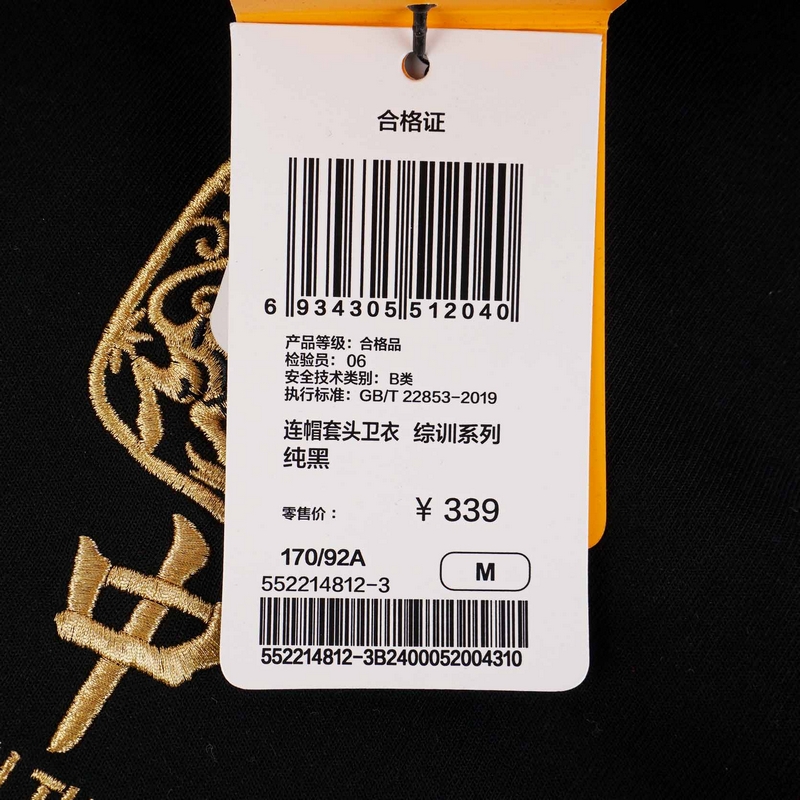 合格证
6 934305 512040
产品等级：合格品
检验员：06
安全技术类别：B类
执行标准：GB/T 22853-2019
连帽套头卫衣 综训系列
纯黑
零售价： ¥ 339
170/92A
M
552214812-3
552214812-3B2400052004310
中